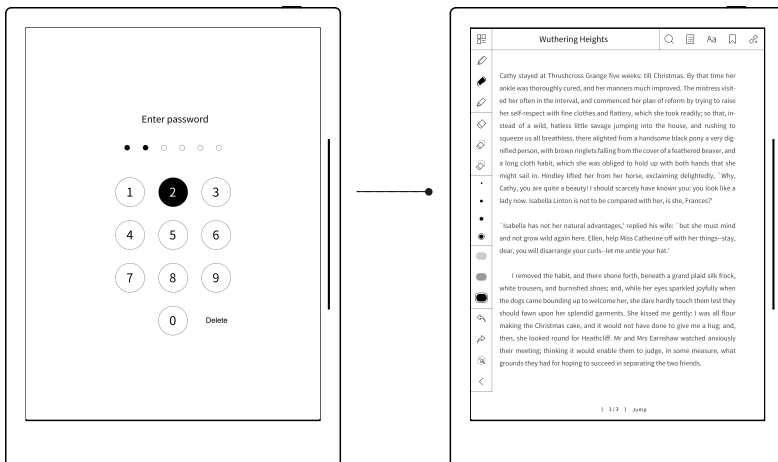 Enter password
1 2 3
4 5 6
7 8 9
0 Delete
Wuthering Heights
Aa
Cathy stayed at Thrushcross Grange five weeks: till Christmas. By that time her
ankle was thoroughly cured, and her manners much improved. The mistress visit-
ed her often in the interval, and commenced her plan of reform by trying to raise
her self-respect with fine clothes and flattery, which she took readily; so that, in-
stead of a wild, hatless little savage jumping into the house, and rushing to
squeeze us all breathless, there alighted from a handsome black pony a very dig-
nified person, with brown ringlets falling from the cover of a feathered beaver, and
a long cloth habit, which she was obliged to hold up with both hands that she
might sail in. Hindley lifted her from her horse, exclaiming delightedly, `Why,
Cathy, you are quite a beauty! I should scarcely have known you: you look like a
lady now. Isabella Linton is not to be compared with her, is she, Frances?'
`Isabella has not her natural advantages,' replied his wife: `but she must mind
and not grow wild again here. Ellen, help Miss Catherine off with her things--stay,
dear, you will disarrange your curls--let me untie your hat.'
I removed the habit, and there shone forth, beneath a grand plaid silk frock,
white trousers, and burnished shoes; and, while her eyes sparkled joyfully when
the dogs came bounding up to welcome her, she dare hardly touch them lest they
should fawn upon her splendid garments. She kissed me gently: I was all flour
making the Christmas cake, and it would not have done to give me a hug; and,
then, she looked round for Heathcliff. Mr and Mrs Earnshaw watched anxiously
their meeting; thinking it would enable them to judge, in some measure, what
grounds they had for hoping to succeed in separating the two friends.
( 1/3 ) Jump